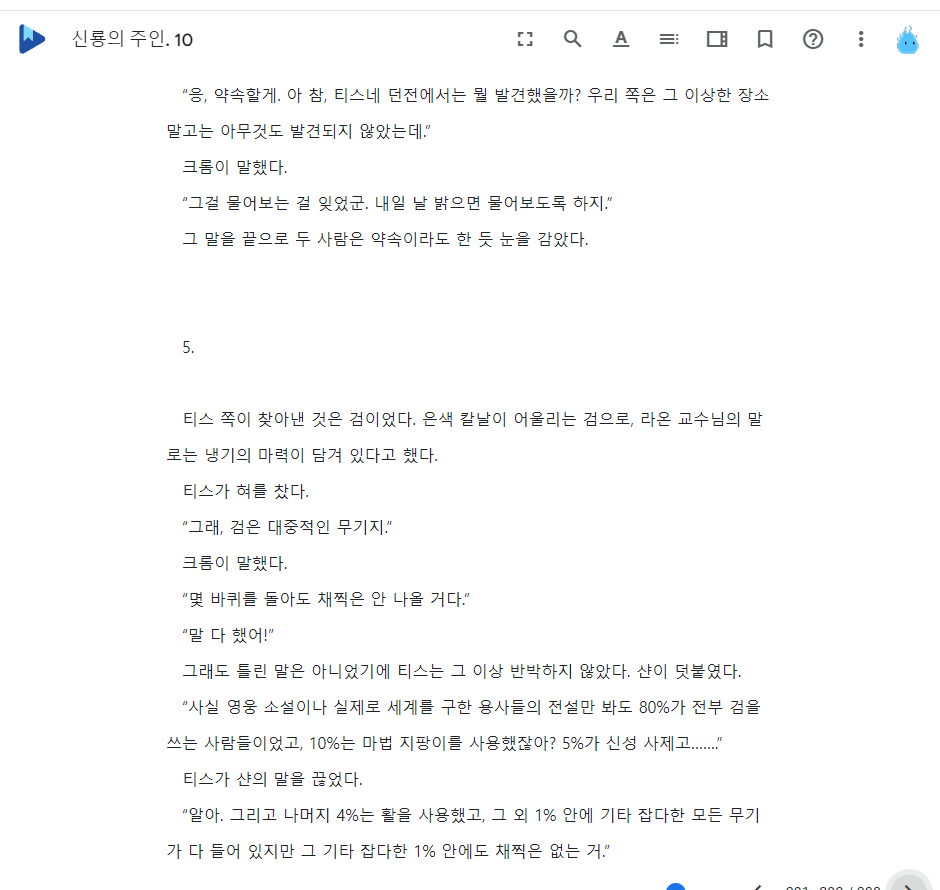 신룡의 주인. 10
“응, 약속할게. 아 참, 티스네 던전에서는 뭘 발견했을까? 우리 쪽은 그 이상한 장소
말고는 아무것도 발견되지 않았는데.”
크롬이 말했다.
“그걸 물어보는 걸 잊었군. 내일 날 밝으면 물어보도록 하지.”
그 말을 끝으로 두 사람은 약속이라도 한 듯 눈을 감았다.
5.
티스 쪽이 찾아낸 것은 검이었다. 은색 칼날이 어울리는 검으로, 라온 교수님의 말
로는 냉기의 마력이 담겨 있다고 했다.
티스가 혀를 찼다.
“그래, 검은 대중적인 무기지.”
크롬이 말했다.
“몇 바퀴를 돌아도 채찍은 안 나올 거다.”
“말 다 했어!”
그래도 틀린 말은 아니었기에 티스는 그 이상 반박하지 않았다. 샨이 덧붙였다.
“사실 영웅 소설이나 실제로 세계를 구한 용사들의 전설만 봐도 80%가 전부 검을
쓰는 사람들이었고, 10%는 마법 지팡이를 사용했잖아? 5%가 신성 사제고.......”
티스가 샨의 말을 끊었다.
“알아. 그리고 나머지 4%는 활을 사용했고, 그 외 1% 안에 기타 잡다한 모든 무기
가 다 들어 있지만 그 기타 잡다한 1% 안에도 채찍은 없는 거.”